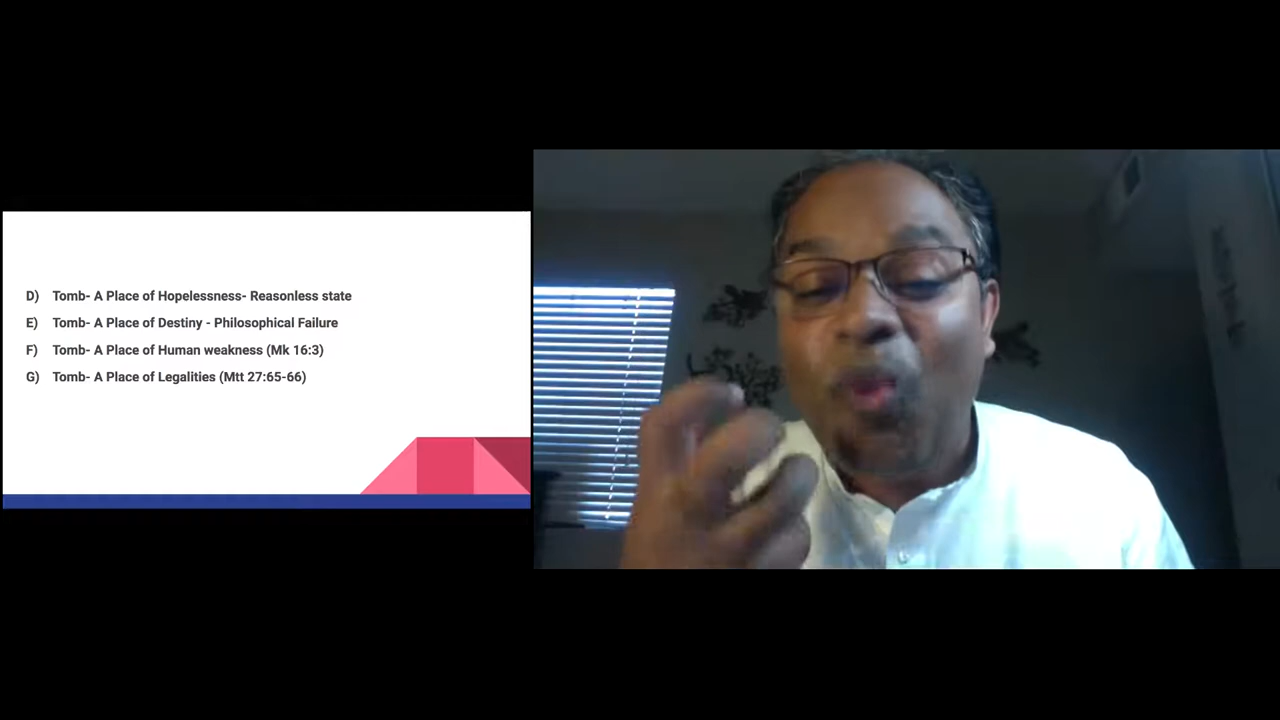 D) Tomb- A Place of Hopelessness- Reasonless state
E) Tomb- A Place of Destiny - Philosophical Failure
F) Tomb- A Place of Human weakness (Mk 16:3)
G) Tomb- A Place of Legalities (Mtt 27:65-66)